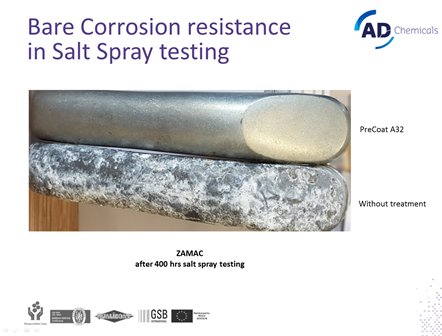 Bare Corrosion resistance
in Salt Spray testing
AD Chemicals
PreCoat A32
Without treatment
ZAMAC
after 400 hrs salt spray testing
QUALICOAT
GSB